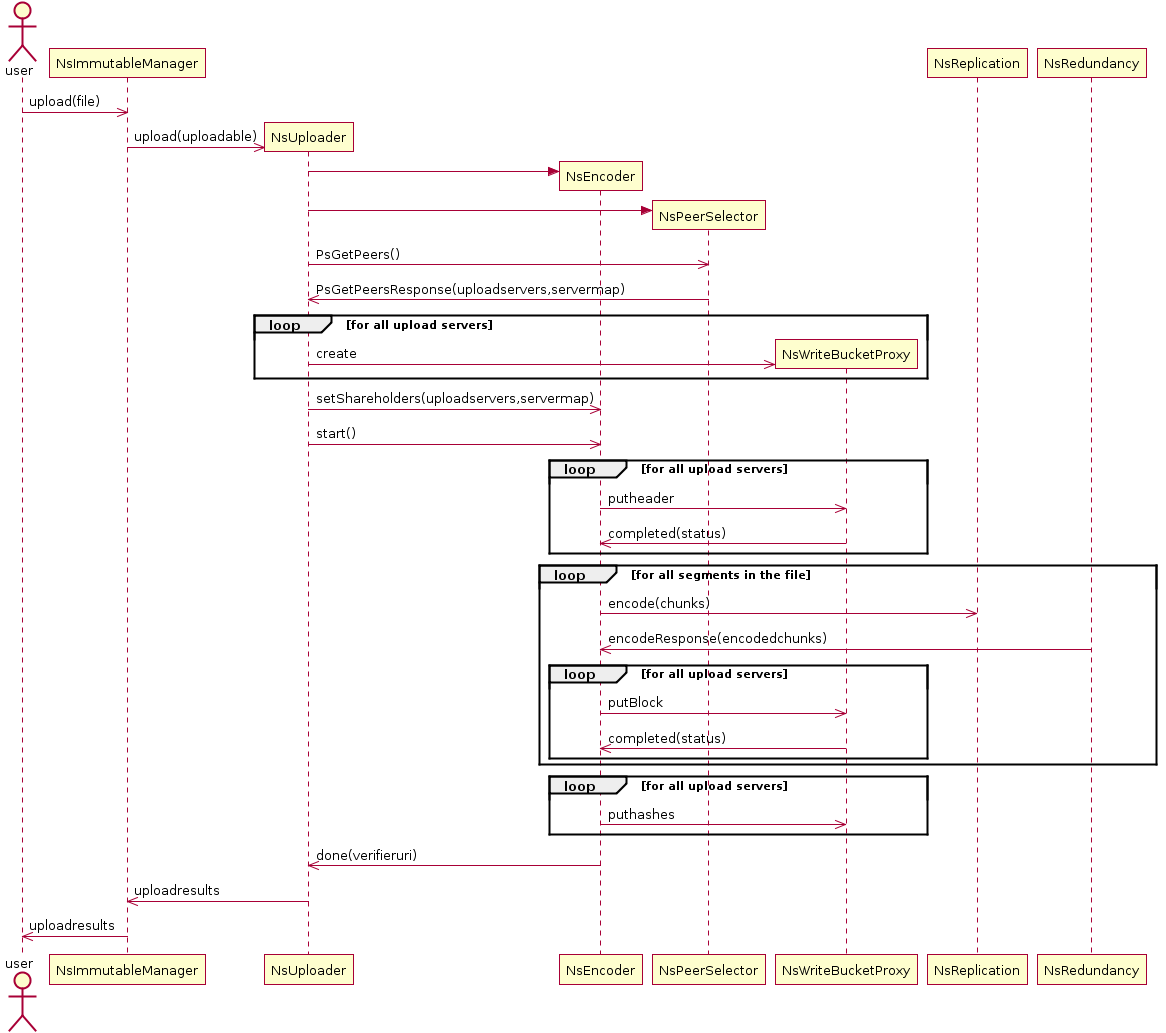 user
NsImmutableManager
NsReplication
NsRedundancy
upload(file)
upload(uploadable)
NsUploader
NsEncoder
NsPeerSelector
PsGetPeers()
PsGetPeersResponse(uploadservers,servermap)
loop [for all upload servers]
create
NsWriteBucketProxy
setShareholders(uploadservers,servermap)
start()
loop [for all upload servers]
putheader
completed(status)
loop [for all segments in the file]
encode(chunks)
encodeResponse(encodedchunks)
loop [for all upload servers]
putBlock
completed(status)
loop [for all upload servers]
puthashes
done(verifieruri)
uploadresults
uploadresults
user
NsImmutableManager
NsUploader
NsEncoder
NsPeerSelector
NsWriteBucketProxy
NsReplication
NsRedundancy